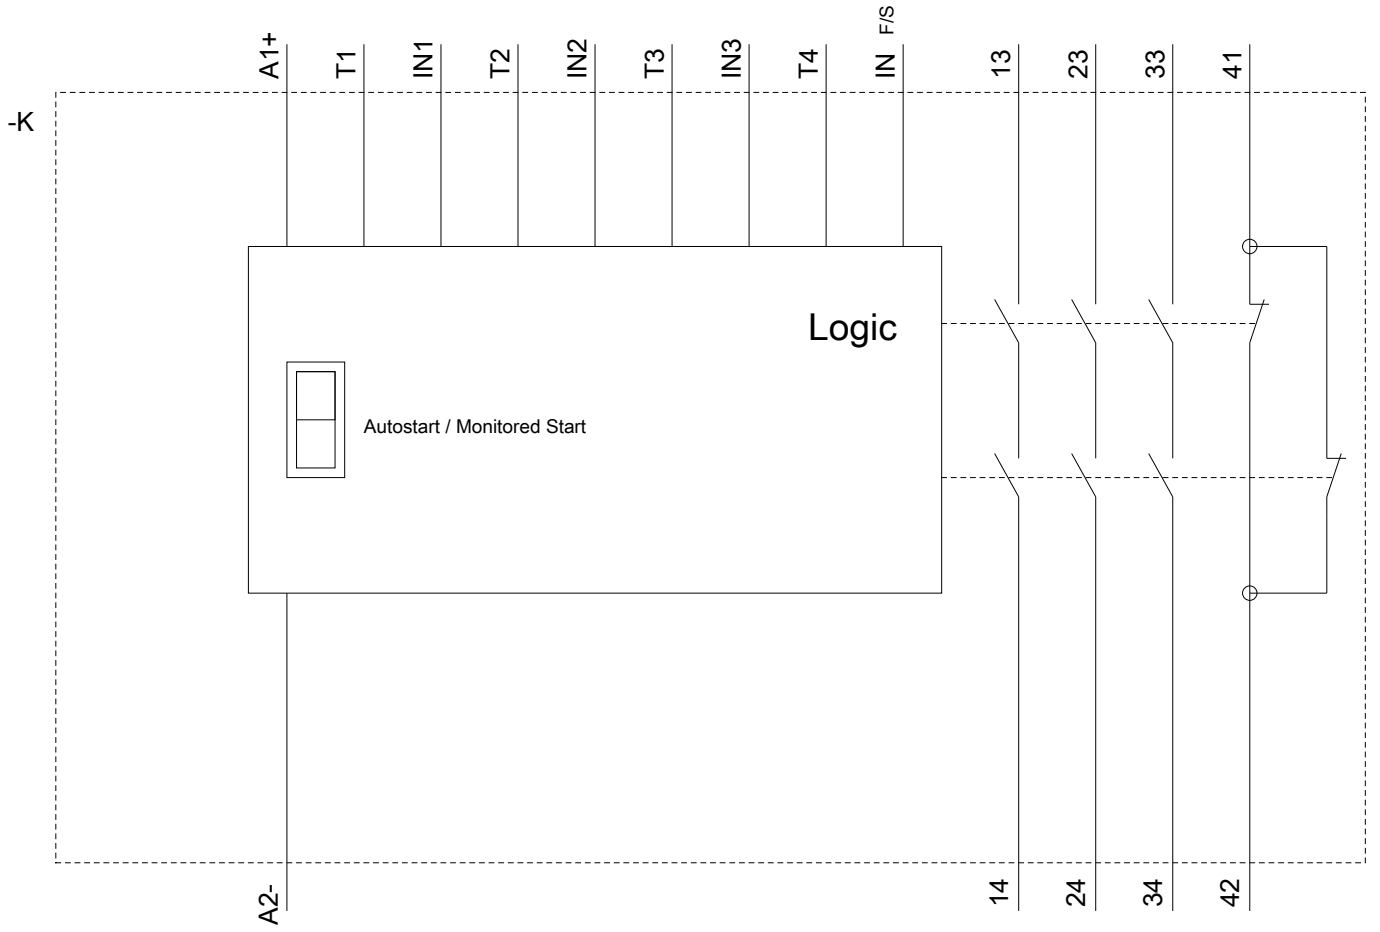 A1+
T1
IN1
T2
IN2
T3
IN3
T4
IN F/S
13
23
33
41
-K
Logic
Autostart / Monitored Start
A2-
14
24
34
42